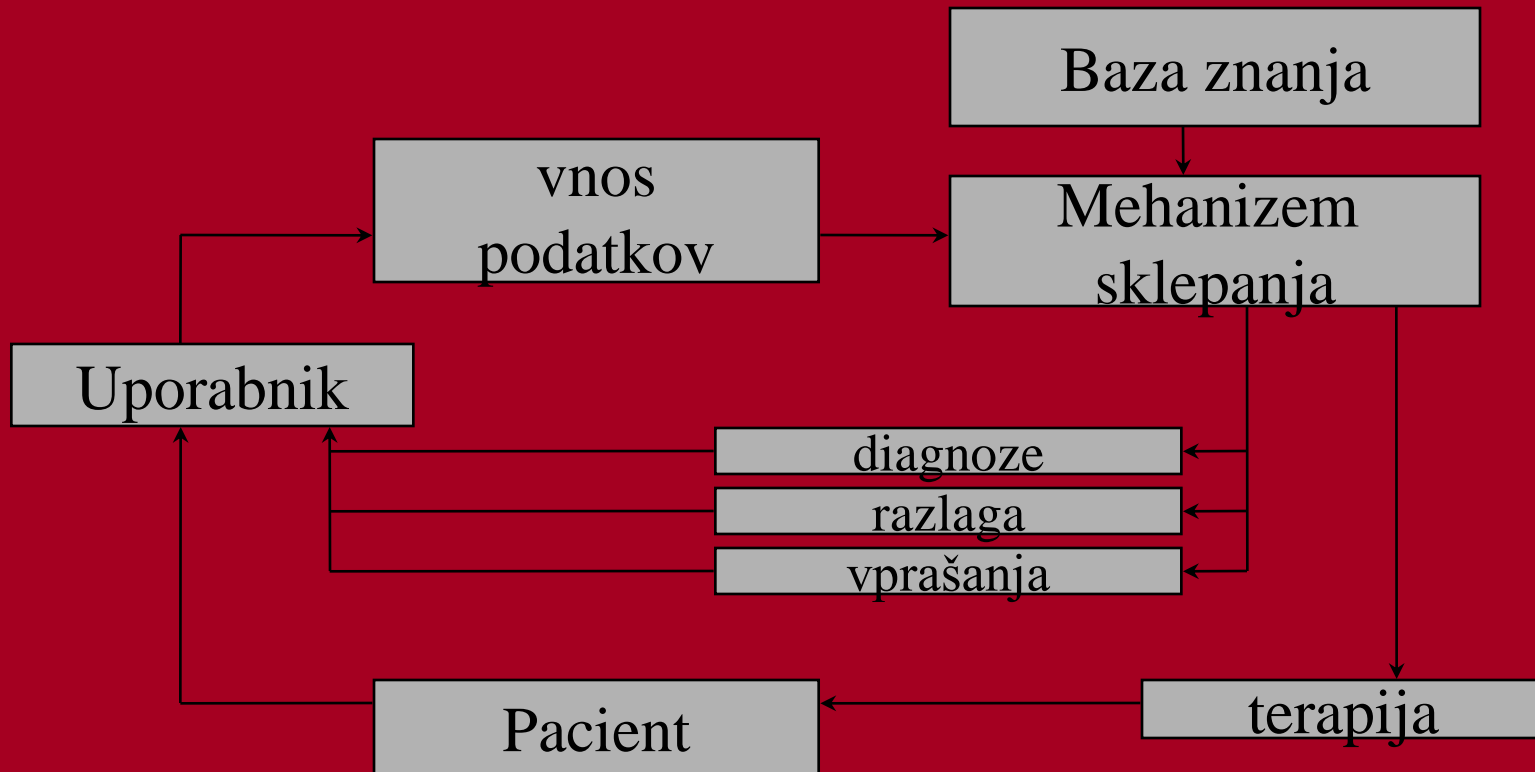 Baza znanja
vnos
podatkov
Mehanizem
sklepanja
Uporabnik
diagnoze
razlaga
vprašanja
terapija
Pacient